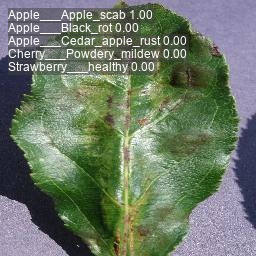 Apple___Apple_scab 1.00
Apple___Black_rot 0.00
Apple___Cedar_apple_rust 0.00
Cherry___Powdery_mildew 0.00
Strawberry___healthy 0.00